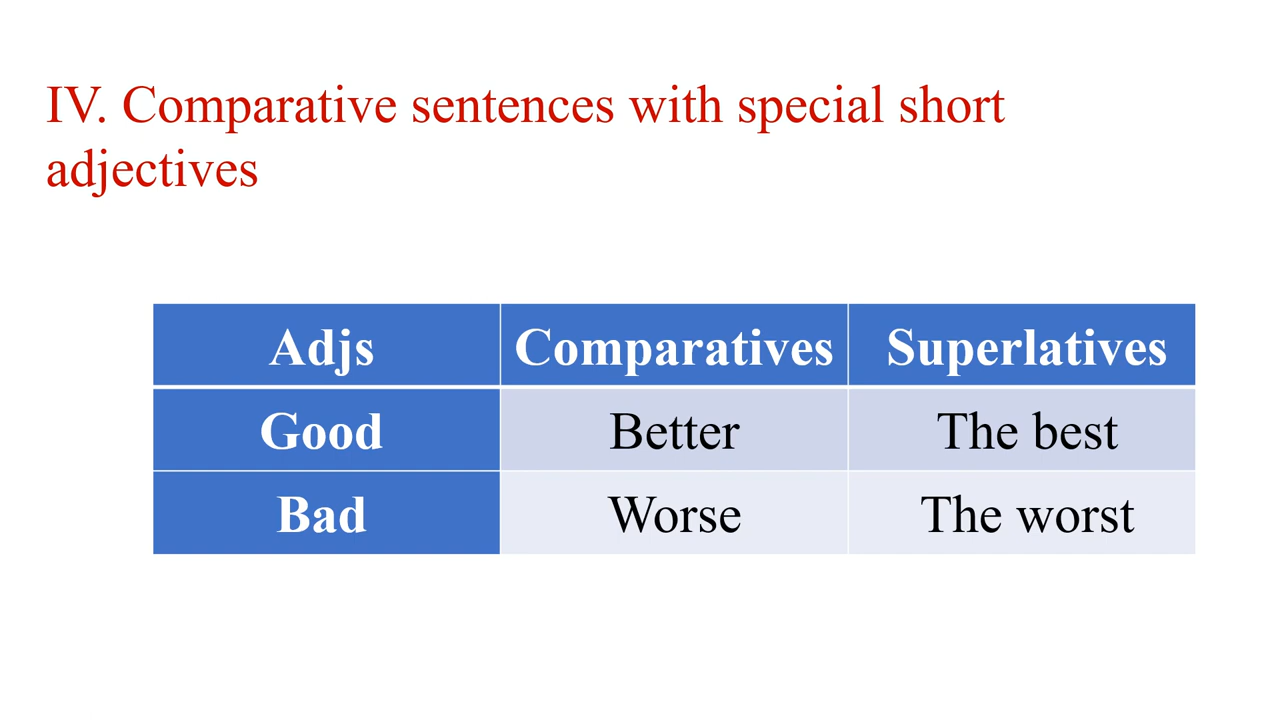 IV. Comparative sentences with special short
adjectives
Adjs Comparatives Superlatives
Good Better The best
Bad Worse The worst